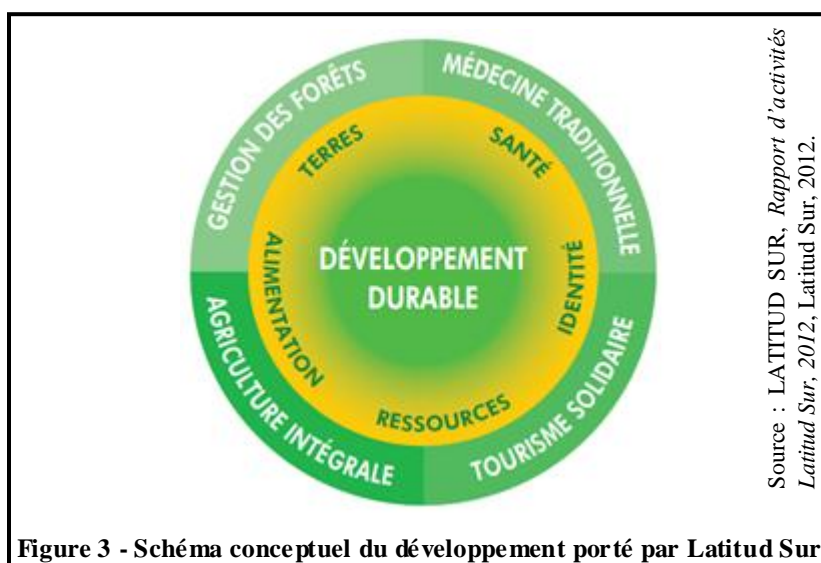 GESTION DES FORÊTS
MÉDECINE TRADITIONNELLE
TERRES
SANTÉ
ALIMENTATION
DÉVELOPPEMENT
DURABLE
IDENTITÉ
RESSOURCES
AGRICULTURE INTÉGRALE
TOURISME SOLIDAIRE
Source : LATITUD SUR, Rapport d'activités
Latitud Sur, 2012, Latitud Sur, 2012.
Figure 3 - Schéma conceptuel du développement porté par Latitud Sur